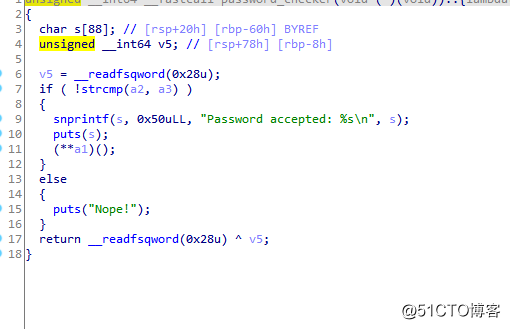 1 unsigned __int64 __fastcall password_checker(void (*)(void))::{lambda
2 {
3 char s[88]; // [rsp+20h] [rbp-60h] BYREF
4 unsigned __int64 v5; // [rsp+78h] [rbp-8h]
5
6 v5 = __readfsqword(0x28u);
7 if ( !strcmp(a2, a3) )
8 {
9 snprintf(s, 0x50uLL, "Password accepted: %s\n", s);
10 puts(s);
11 (**a1)();
12 }
13 else
14 {
15 puts("Nope!");
16 }
17 return __readfsqword(0x28u) ^ v5;
18 }
@51CTO博客